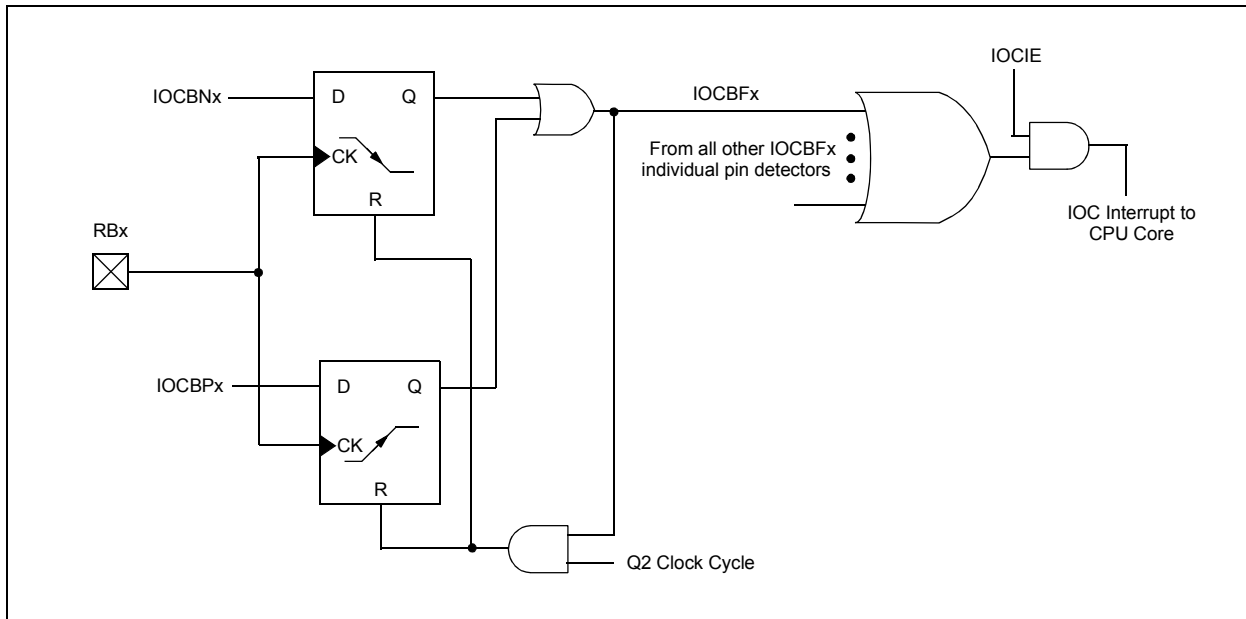 IOCIE
IOCBNx
D
Q
IOCBFx
CK
From all other IOCBFx
individual pin detectors
R
IOC Interrupt to
CPU Core
RBx
IOCBPx
D
Q
CK
R
Q2 Clock Cycle